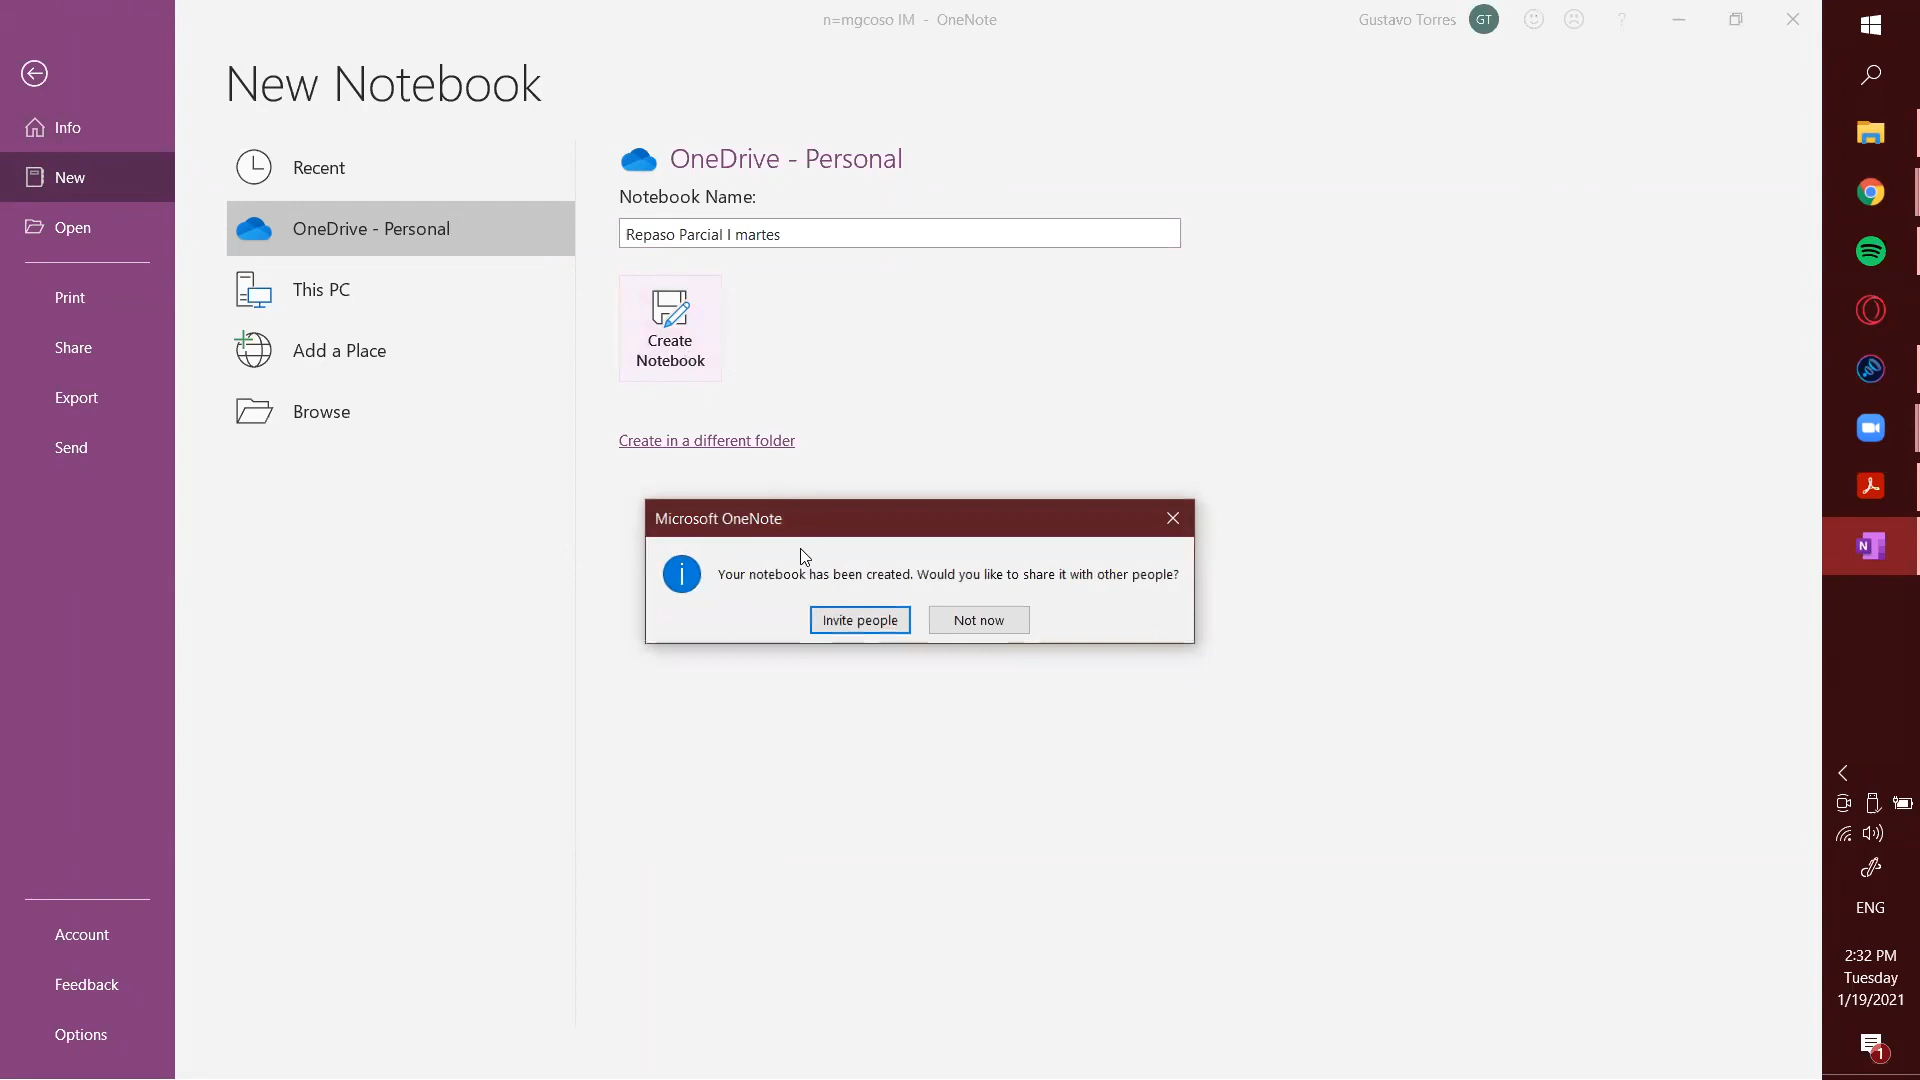 n=mgcoso IM - OneNote
Gustavo Torres
GT
?
New Notebook
Info
New
Open
Print
Share
Export
Send
Account
Feedback
Options
Recent
OneDrive - Personal
This PC
Add a Place
Browse
OneDrive - Personal
Notebook Name:
Repaso Parcial I martes
Create
Notebook
Create in a different folder
Microsoft OneNote
Your notebook has been created. Would you like to share it with other people?
Invite people
Not now
N
ENG
2:32 PM
Tuesday
1/19/2021
1